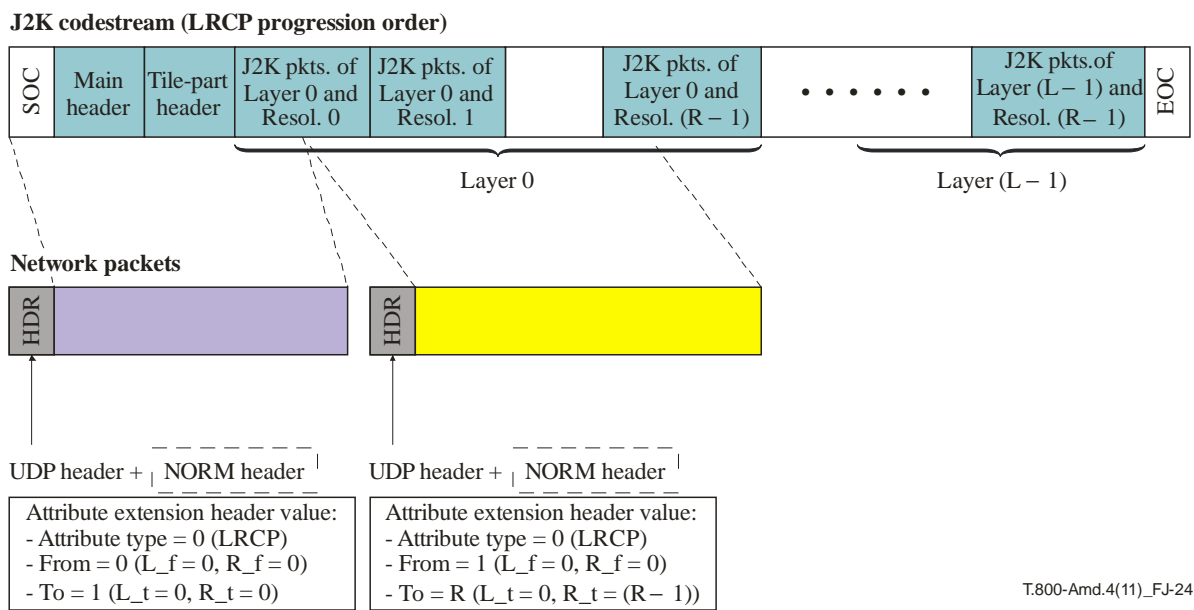 J2K codestream (LRCP progression order)
SOC
Main
header
Tile-part
header
J2K pkts. of
Layer 0 and
Resol. 0
J2K pkts. of
Layer 0 and
Resol. 1
J2K pkts. of
Layer 0 and
Resol. (R − 1)
J2K pkts.of
Layer (L − 1) and
Resol. (R − 1)
EOC
Layer 0
Layer (L − 1)
Network packets
HDR
HDR
UDP header + NORM header
UDP header + NORM header
Attribute extension header value:
- Attribute type = 0 (LRCP)
- From = 0 (L_f = 0, R_f = 0)
- To = 1 (L_t = 0, R_t = 0)
Attribute extension header value:
- Attribute type = 0 (LRCP)
- From = 1 (L_f = 0, R_f = 0)
- To = R (L_t = 0, R_t = (R − 1))
T.800-Amd.4(11)_FJ-24